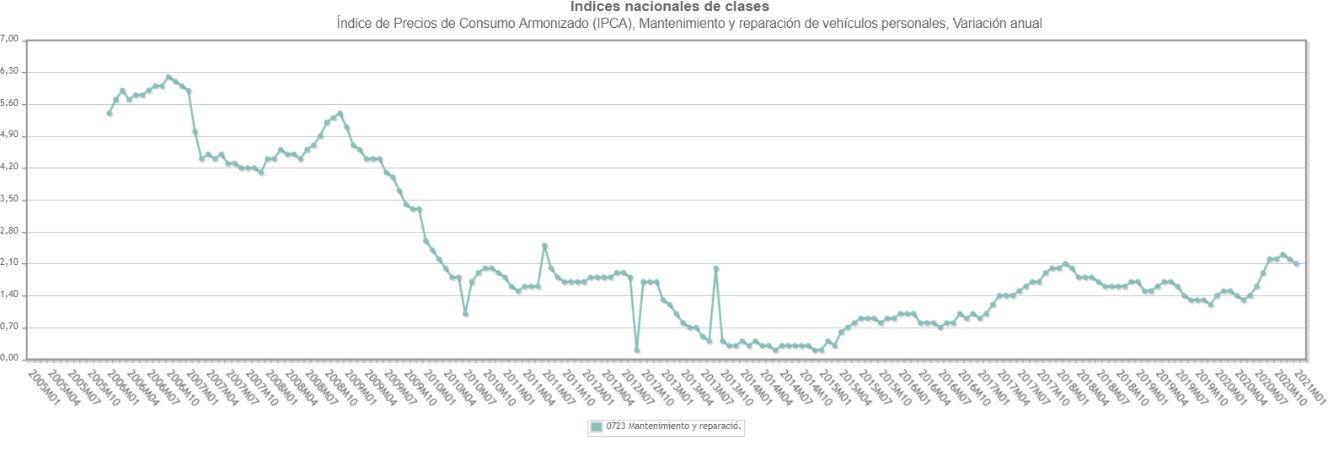 Indices nacionales de clases
Índice de Precios de Consumo Armonizado (IPCA), Mantenimiento y reparación de vehículos personales, Variación anual
7,00
6,30
5,60
4,90
4,20
3,50
2,80
2,10
1,40
0,70
0,00
2005M01
2005M04
2005M07
2005M10
2006M01
2006M04
2006M07
2006M10
2007M01
2007M04
2007M07
2007M10
2008M01
2008M04
2008M07
2008M10
2009M01
2009M04
2009M07
2009M10
2010M01
2010M04
2010M07
2010M10
2011M01
2011M04
2011M07
2011M10
2012M01
2012M04
2012M07
2012M10
2013M01
2013M04
2013M07
2013M10
2014M01
2014M04
2014M07
2014M10
2015M01
2015M04
2015M07
2015M10
2016M01
2016M04
2016M07
2016M10
2017M01
2017M04
2017M07
2017M10
2018M01
2018M04
2018M07
2018M10
2019M01
2019M04
2019M07
2019M10
2020M01
2020M04
2020M07
2020M10
2021M01
0723 Mantenimiento y reparació.